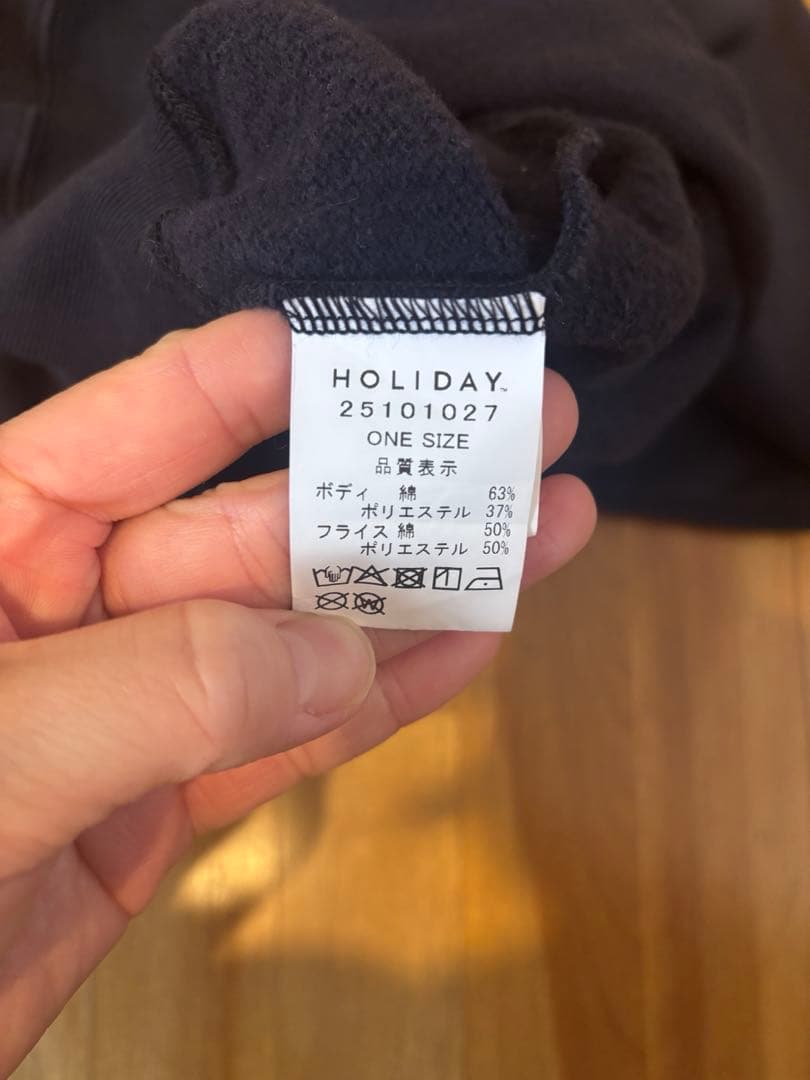 HOLIDAY™
25101027
ONE SIZE
品質表示
ボディ 綿 63%
ポリエステル 37%
フライス 綿 50%
ポリエステル 50%